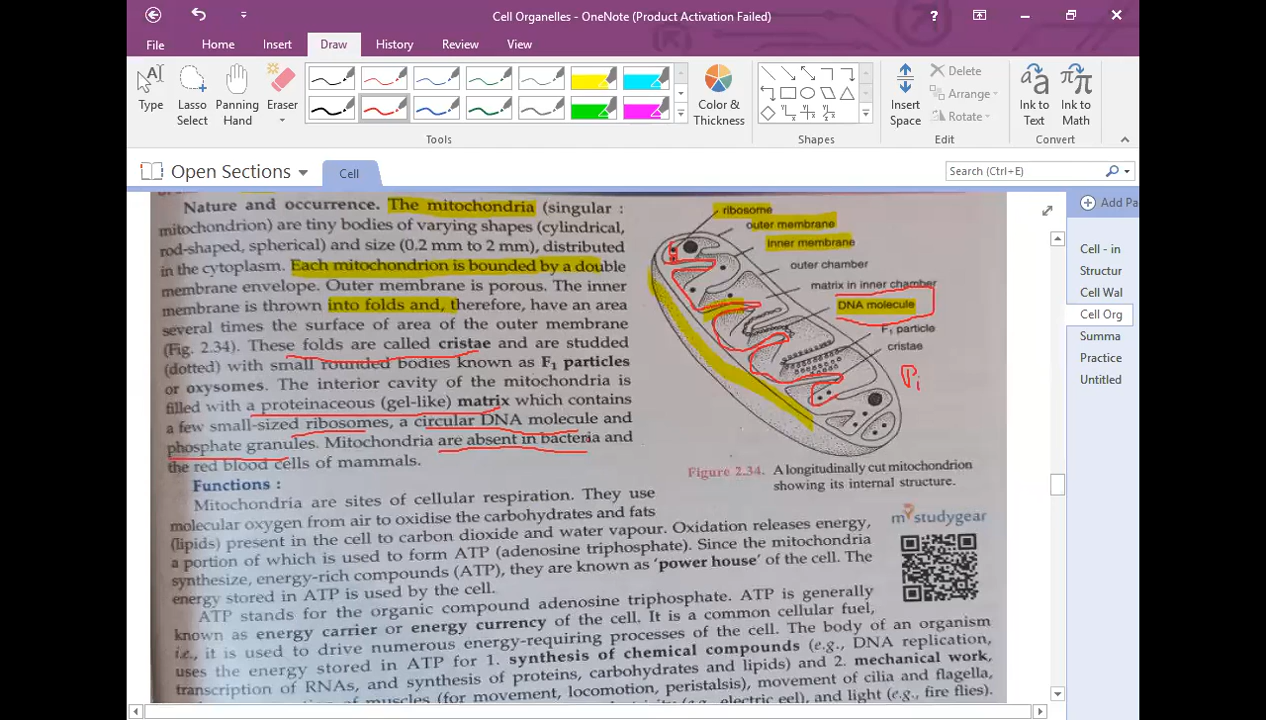 Cell Organelles - OneNote (Product Activation Failed)
File Home Insert Draw History Review View
Type
Lasso Select
Panning Hand
Eraser
Color & Thickness
Insert Space
Delete
Arrange
Rotate
Ink to Text
Ink to Math
Tools Shapes Edit Convert
Open Sections
Cell
Search (Ctrl+E)
Add Pa
Cell - in
Structur
Cell Wal
Cell Org
Summa
Practice
Untitled
Nature and occurrence. The mitochondria (singular :
mitochondrion) are tiny bodies of varying shapes (cylindrical,
rod-shaped, spherical) and size (0.2 mm to 2 mm), distributed
in the cytoplasm. Each mitochondrion is bounded by a double
membrane envelope. Outer membrane is porous. The inner
membrane is thrown into folds and, therefore, have an area
several times the surface of area of the outer membrane
(Fig. 2.34). These folds are called cristae and are studded
(dotted) with small rounded bodies known as F₁ particles
or oxysomes. The interior cavity of the mitochondria is
filled with a proteinaceous (gel-like) matrix which contains
a few small-sized ribosomes, a circular DNA molecule and
phosphate granules. Mitochondria are absent in bacteria and
the red blood cells of mammals.
ribosome
outer membrane
inner membrane
outer chamber
matrix in inner chamber
DNA molecule
F₁ particle
cristae
Pi
Figure 2.34. A longitudinally cut mitochondrion
showing its internal structure.
Functions :
Mitochondria are sites of cellular respiration. They use
molecular oxygen from air to oxidise the carbohydrates and fats
(lipids) present in the cell to carbon dioxide and water vapour. Oxidation releases energy,
a portion of which is used to form ATP (adenosine triphosphate). Since the mitochondria
synthesize, energy-rich compounds (ATP), they are known as 'power house' of the cell. The
energy stored in ATP is used by the cell.
mystudygear
ATP stands for the organic compound adenosine triphosphate. ATP is generally
known as energy carrier or energy currency of the cell. It is a common cellular fuel,
i.e., it is used to drive numerous energy-requiring processes of the cell. The body of an organism
uses the energy stored in ATP for 1. synthesis of chemical compounds (e.g., DNA replication,
transcription of RNAs, and synthesis of proteins, carbohydrates and lipids) and 2. mechanical work,
of muscles (for movement, locomotion, peristalsis), movement of cilia and flagella,
electric eel), and light (e.g., fire flies).